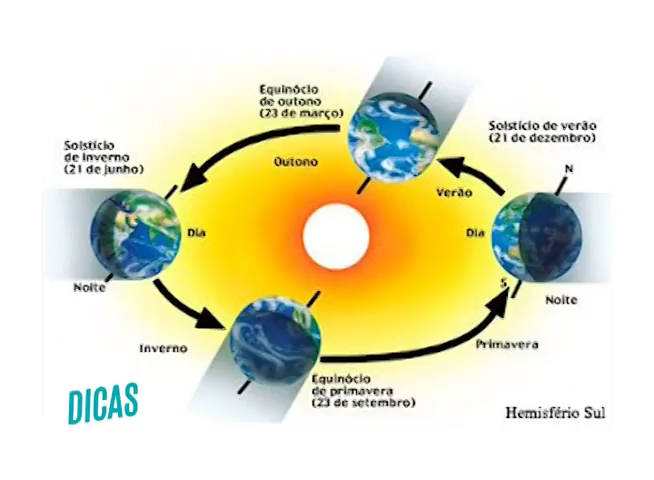 Equinócio
de outono
(23 de março)
Solstício de verão
(21 de dezembro)
Solstício
de inverno
(21 de junho)
Outono
N
Verão
Dia
Dia
S
Noite
Noite
Primavera
Inverno
Equinócio
de primavera
(23 de setembro)
DICAS
Hemisfério Sul